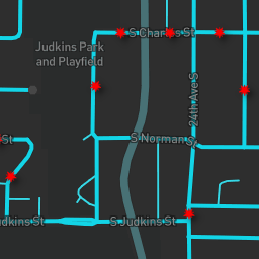 S Charles St
Judkins Park
and Playfield
24th Ave S
St
S Norman St
udkins St
S Judkins St